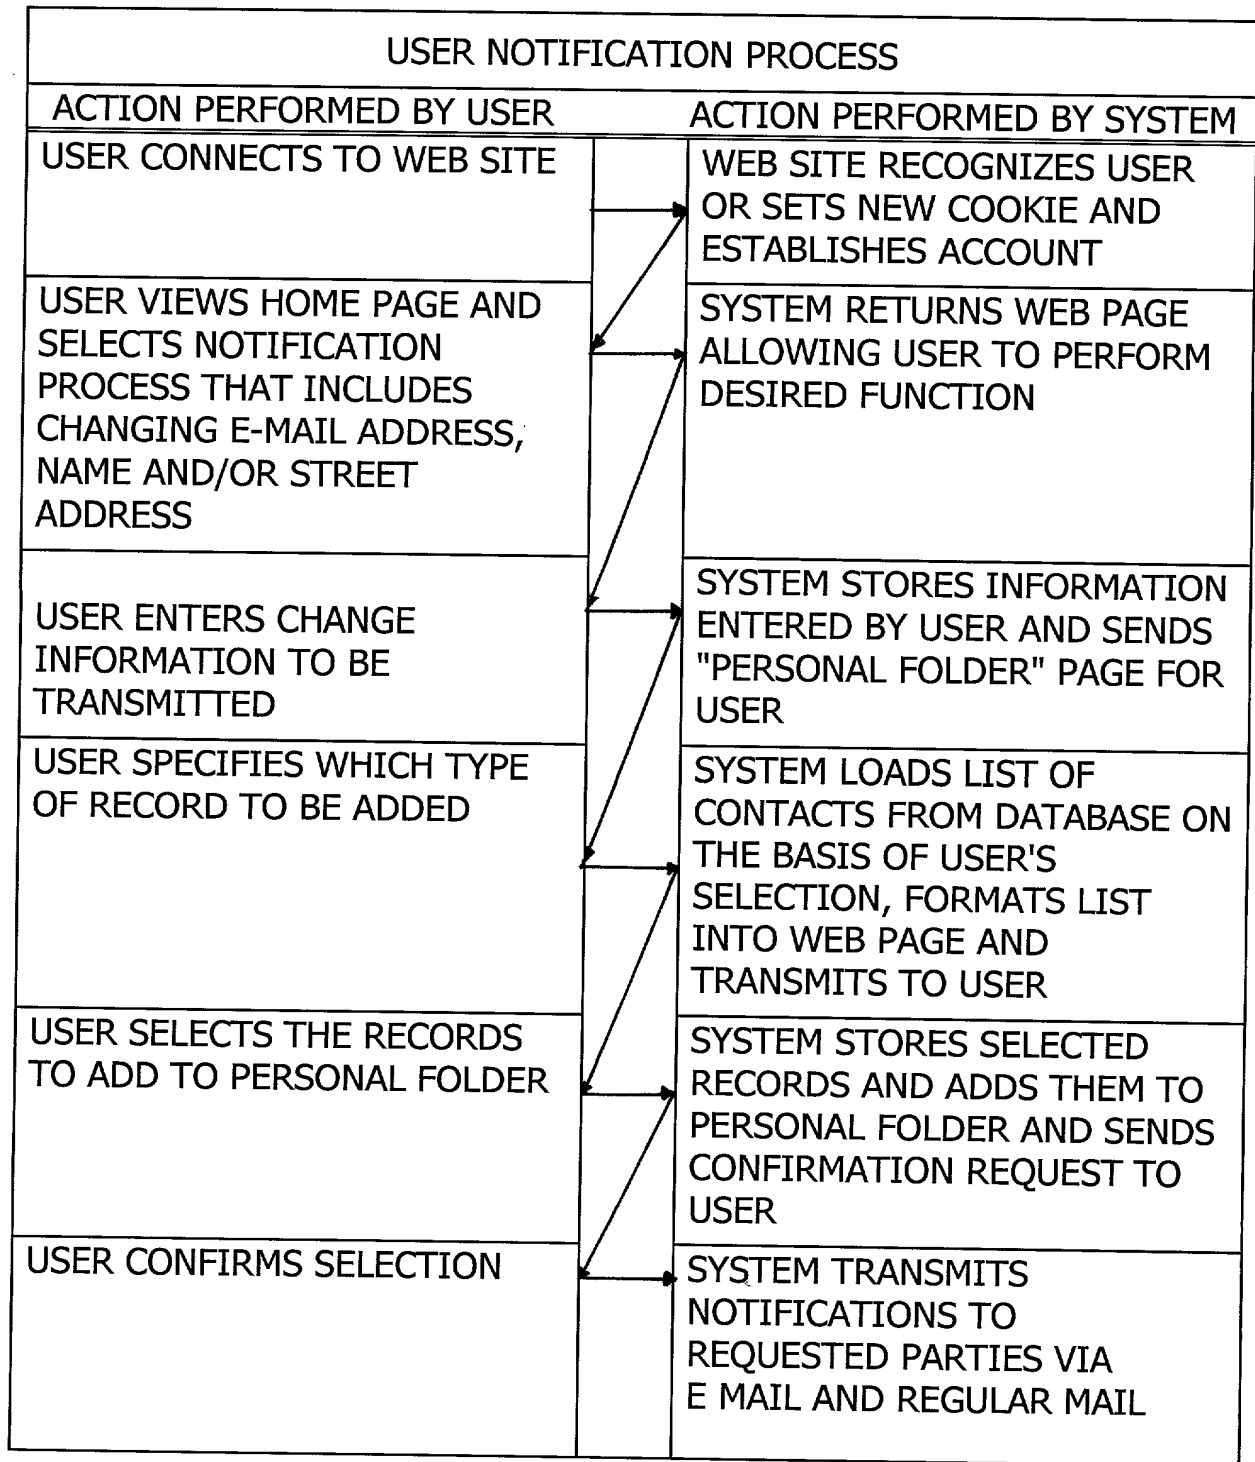 USER NOTIFICATION PROCESS
ACTION PERFORMED BY USER
ACTION PERFORMED BY SYSTEM
USER CONNECTS TO WEB SITE
WEB SITE RECOGNIZES USER
OR SETS NEW COOKIE AND
ESTABLISHES ACCOUNT
USER VIEWS HOME PAGE AND
SELECTS NOTIFICATION
PROCESS THAT INCLUDES
CHANGING E-MAIL ADDRESS,
NAME AND/OR STREET
ADDRESS
SYSTEM RETURNS WEB PAGE
ALLOWING USER TO PERFORM
DESIRED FUNCTION
USER ENTERS CHANGE
INFORMATION TO BE
TRANSMITTED
SYSTEM STORES INFORMATION
ENTERED BY USER AND SENDS
"PERSONAL FOLDER" PAGE FOR
USER
USER SPECIFIES WHICH TYPE
OF RECORD TO BE ADDED
SYSTEM LOADS LIST OF
CONTACTS FROM DATABASE ON
THE BASIS OF USER'S
SELECTION, FORMATS LIST
INTO WEB PAGE AND
TRANSMITS TO USER
USER SELECTS THE RECORDS
TO ADD TO PERSONAL FOLDER
SYSTEM STORES SELECTED
RECORDS AND ADDS THEM TO
PERSONAL FOLDER AND SENDS
CONFIRMATION REQUEST TO
USER
USER CONFIRMS SELECTION
SYSTEM TRANSMITS
NOTIFICATIONS TO
REQUESTED PARTIES VIA
E MAIL AND REGULAR MAIL